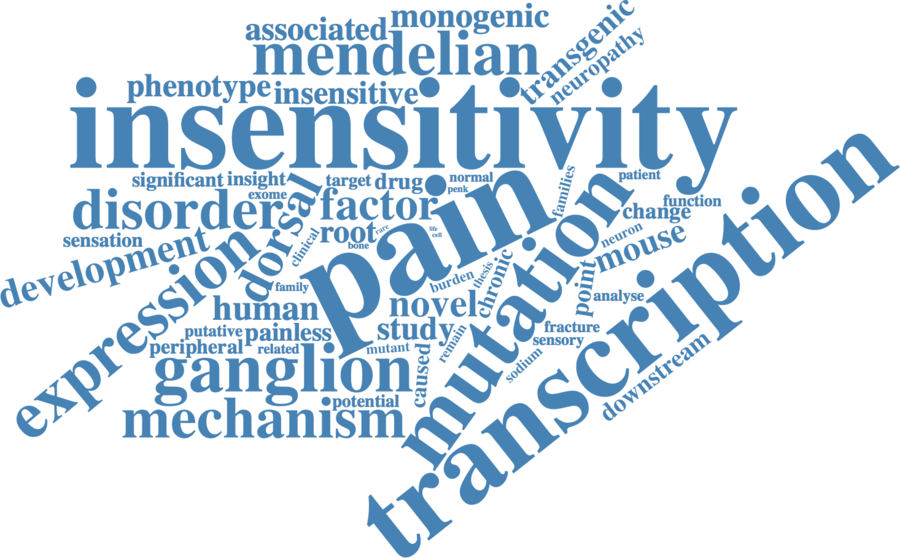 monogenic
associated
mendelian
transgenic
neuropathy
phenotype
insensitive
insensitivity
significant
insight
target
drug
normal
penk
patient
exome
families
disorder
dorsal
factor
function
change
sensation
clinical
root
rare
bone
life
cell
pain
neuron
mouse
development
expression
family
burden
thesis
chronic
point
mutation
transcription
human
novel
analyse
putative
painless
study
remain
fracture
sensory
peripheral
related
mutant
caused
sodium
downstream
ganglion
potential
mechanism